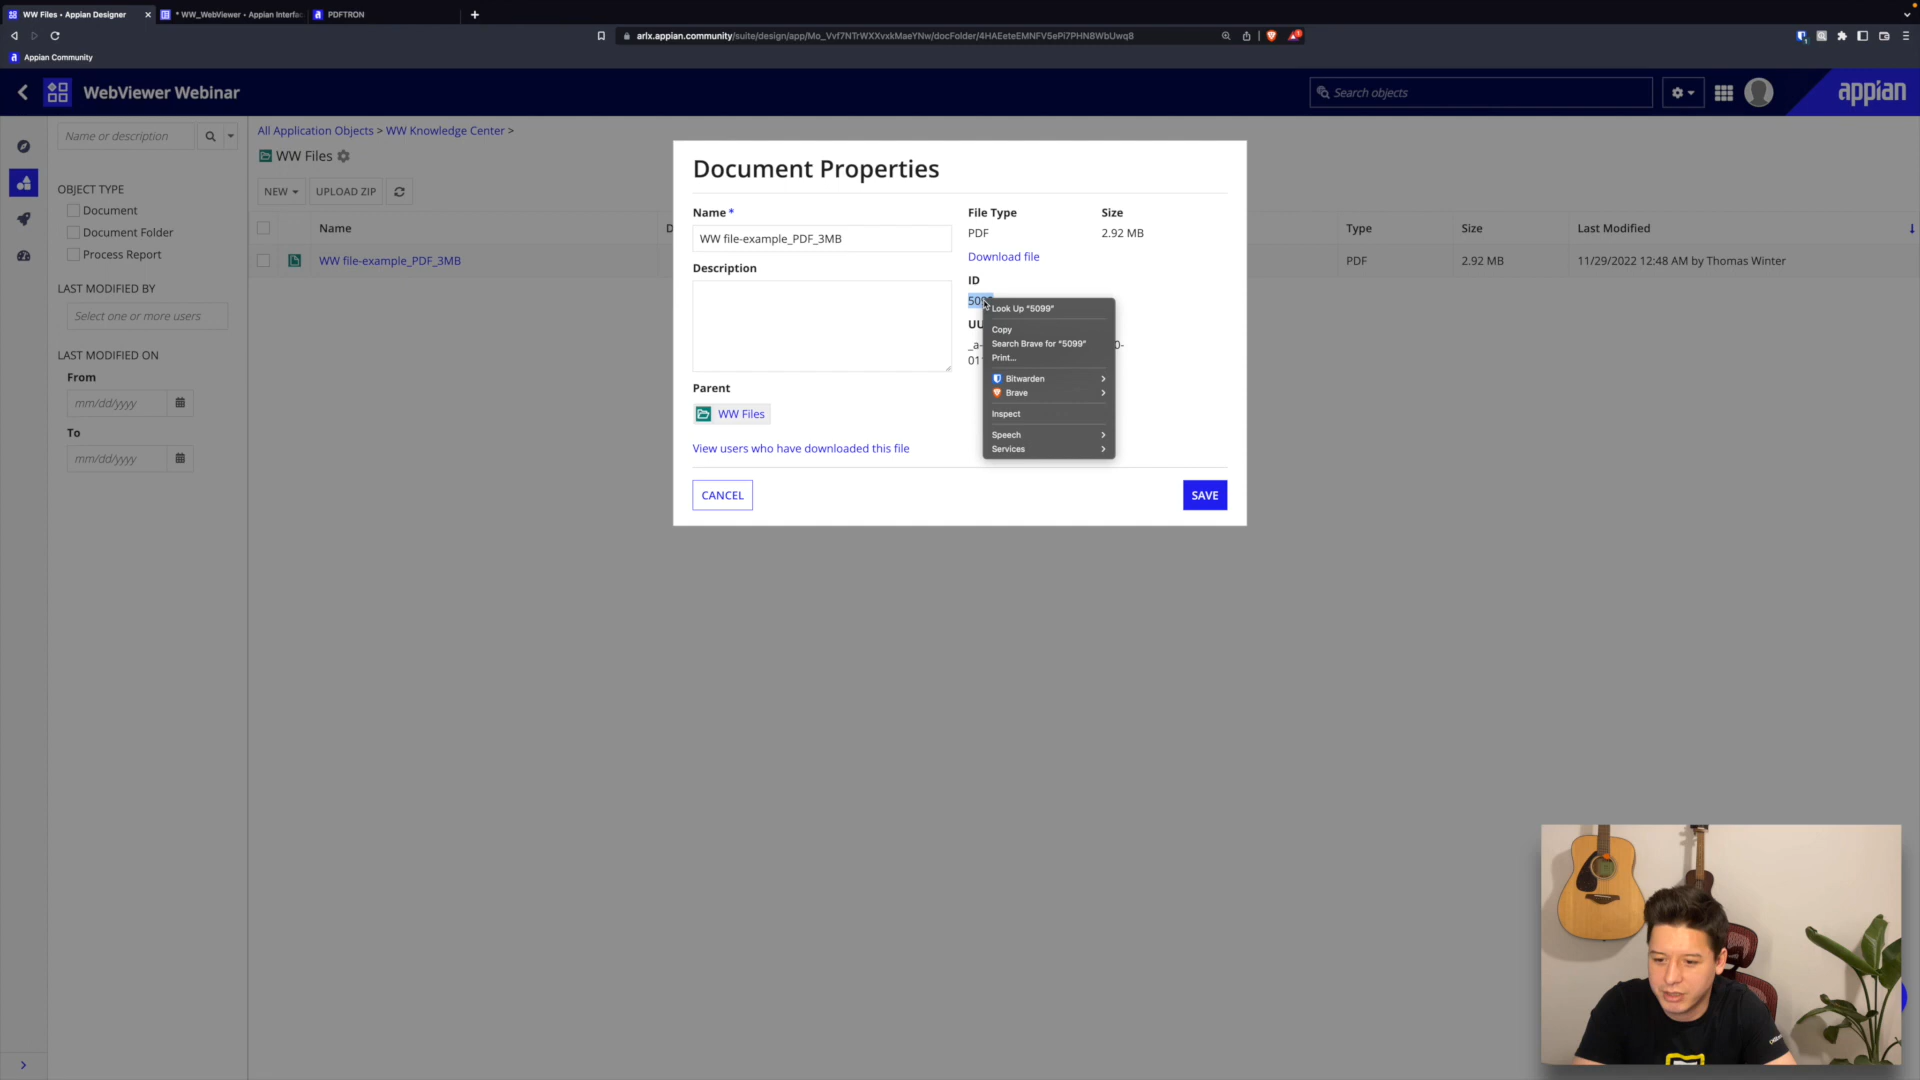 WW Files • Appian Designer
* WW_WebViewer • Appian Interfac
PDFTRON
arlx.appian.community/suite/design/app/Mo_Vvf7NTrWXXvxkMaeYNw/docFolder/4HAEeteEMNFV5ePi7PHN8WbUwq8
Appian Community
WebViewer Webinar
Search objects
appian
Name or description
OBJECT TYPE
Document
Document Folder
Process Report
LAST MODIFIED BY
Select one or more users
LAST MODIFIED ON
From
mm/dd/yyyy
To
mm/dd/yyyy
All Application Objects > WW Knowledge Center >
WW Files
NEW
UPLOAD ZIP
Name
D
Type
Size
Last Modified
WW file-example_PDF_3MB
PDF
2.92 MB
11/29/2022 12:48 AM by Thomas Winter
Document Properties
Name *
WW file-example_PDF_3MB
Description
Parent
WW Files
View users who have downloaded this file
File Type
PDF
Size
2.92 MB
Download file
ID
UU
_a-
0-
01
Look Up “5099”
Copy
Search Brave for “5099”
Print...
Bitwarden
Brave
Inspect
Speech
Services
CANCEL
SAVE